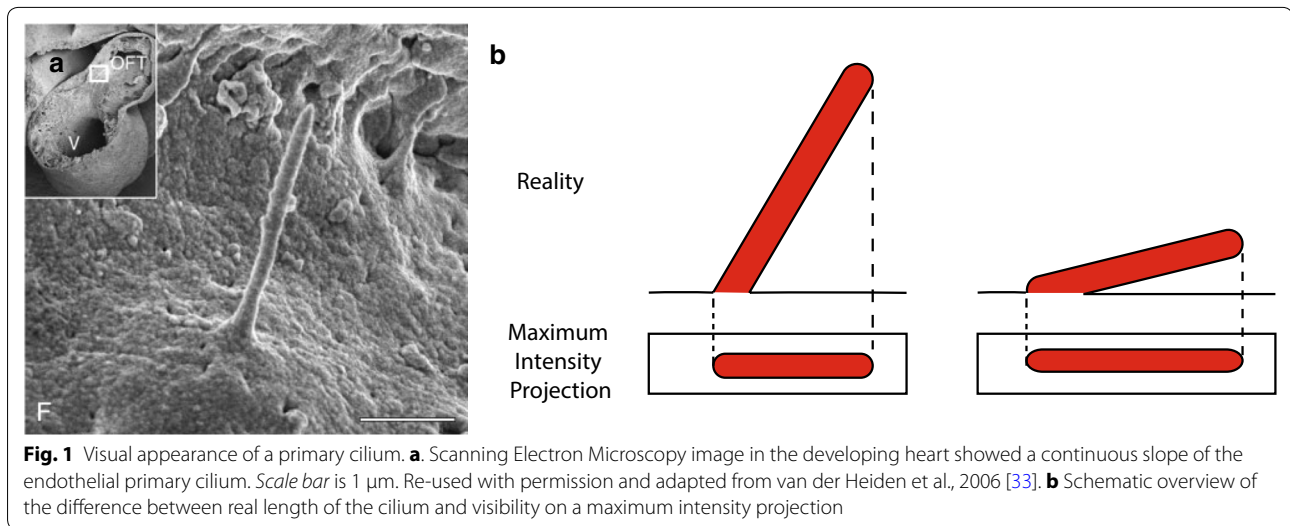 a
OFT
V
F
b
Reality
Maximum
Intensity
Projection
Fig. 1 Visual appearance of a primary cilium. a. Scanning Electron Microscopy image in the developing heart showed a continuous slope of the
endothelial primary cilium. Scale bar is 1 μm. Re-used with permission and adapted from van der Heiden et al., 2006 [33]. b Schematic overview of
the difference between real length of the cilium and visibility on a maximum intensity projection